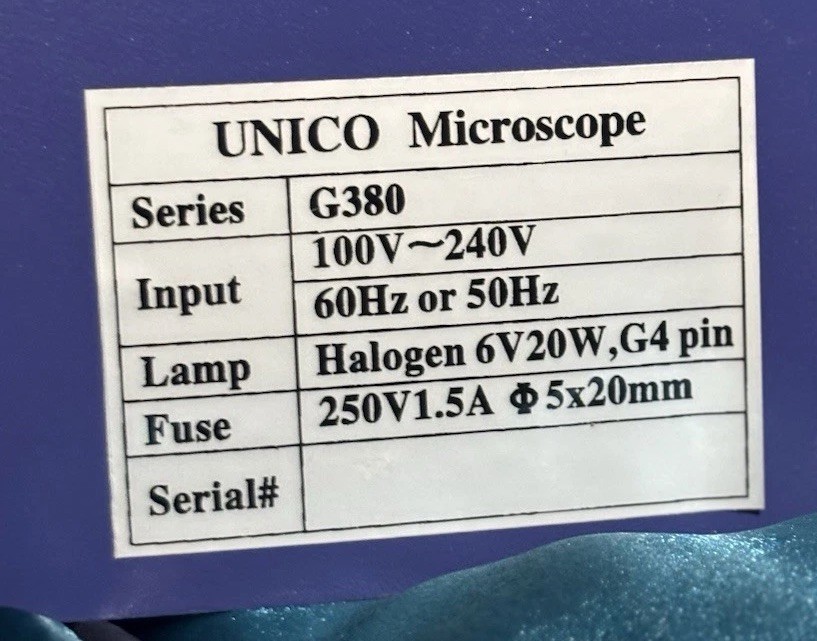 UNICO Microscope
Series G380
Input 100V～240V
60Hz or 50Hz
Lamp Halogen 6V20W,G4 pin
Fuse 250V1.5A Φ5x20mm
Serial#